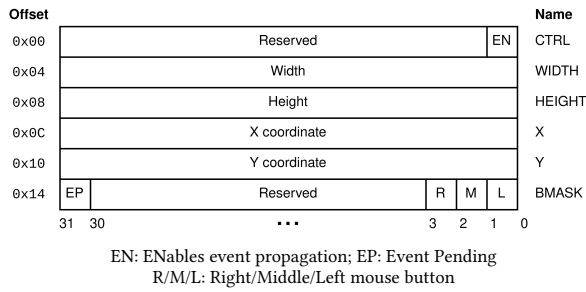 Offset Name
0x00 Reserved EN CTRL
0x04 Width WIDTH
0x08 Height HEIGHT
0x0C X coordinate X
0x10 Y coordinate Y
0x14 EP Reserved R M L BMASK
31 30 ... 3 2 1 0
EN: ENables event propagation; EP: Event Pending
R/M/L: Right/Middle/Left mouse button